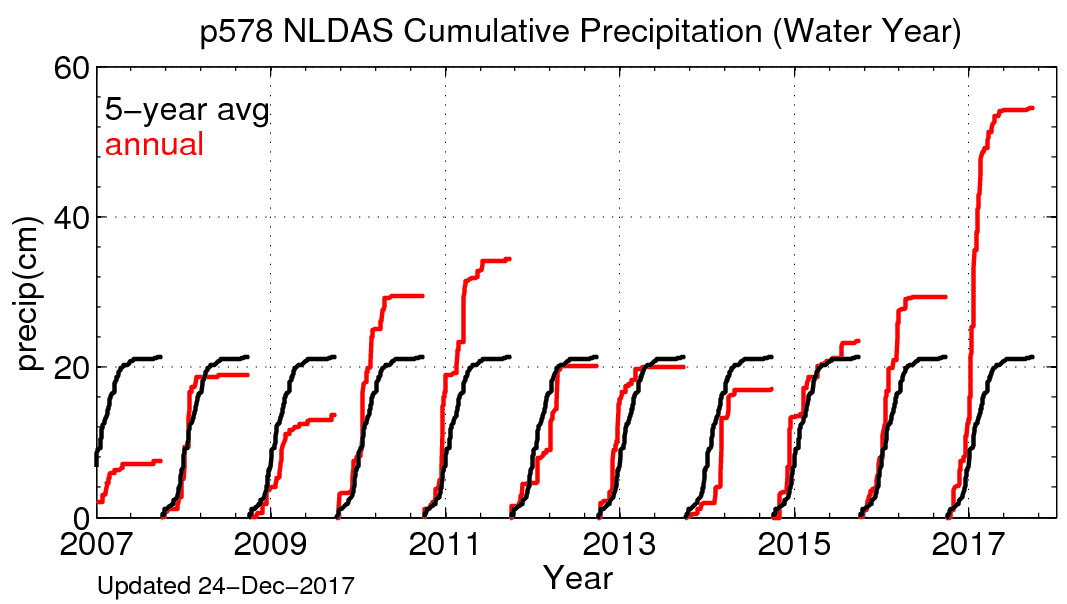 p578 NLDAS Cumulative Precipitation (Water Year)
60
5−year avg
annual
40
precip(cm)
20
0
2007 2009 2011 2013 2015 2017
Year
Updated 24−Dec−2017